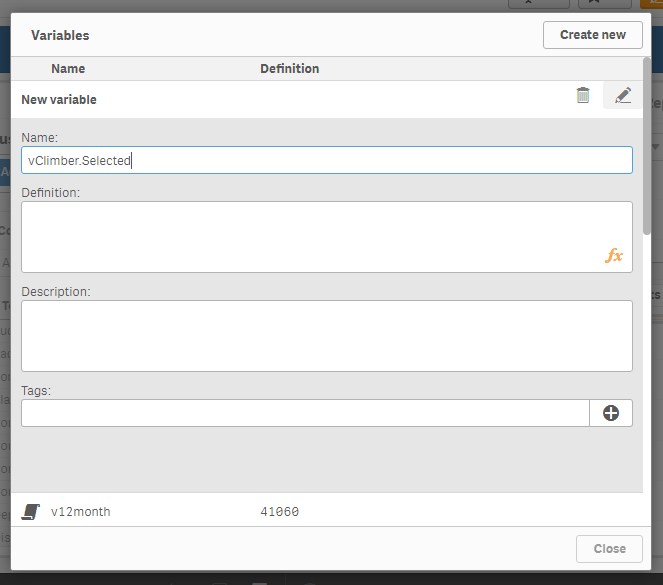 Variables
Create new
Name Definition
New variable
Name:
vClimber.Selected
Definition:
fx
Description:
Tags:
v12month 41060
Close